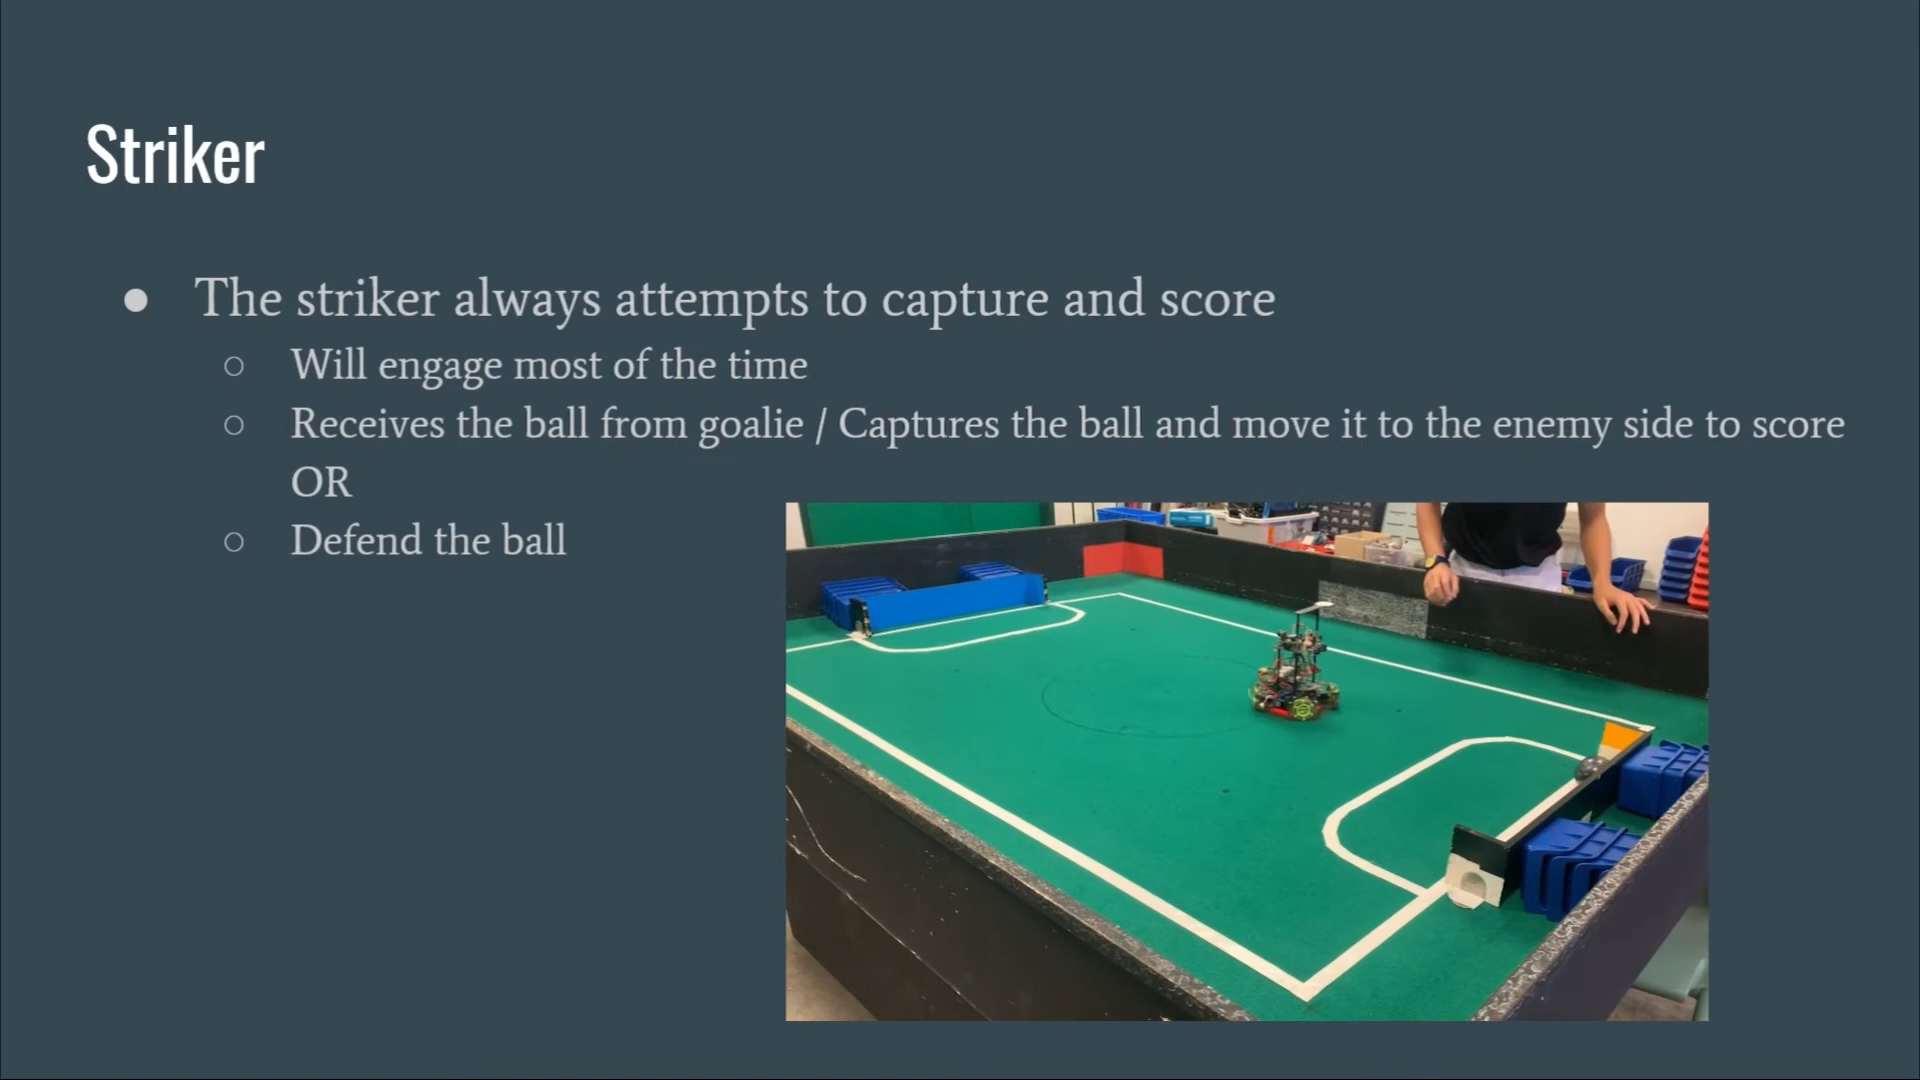 Striker
● The striker always attempts to capture and score
○ Will engage most of the time
○ Receives the ball from goalie / Captures the ball and move it to the enemy side to score
OR
○ Defend the ball